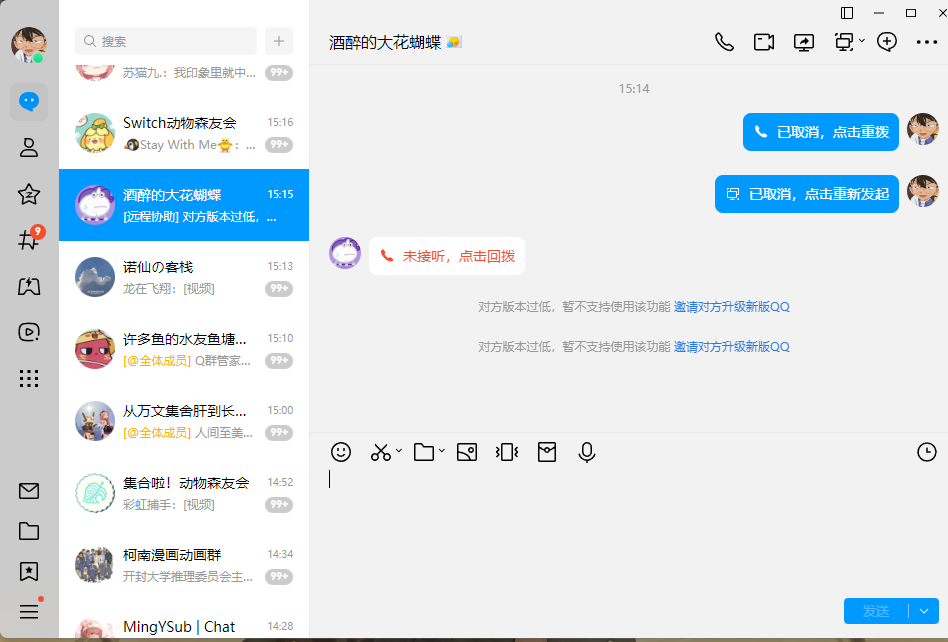 搜索
苏猫九.：我印象里就中...
99+
Switch动物森友会
15:16
Stay With Me🐥：...
99+
酒醉的大花蝴蝶
15:15
[远程协助] 对方版本过低，...
诺仙の客栈
15:13
龙在飞翔：[视频]
99+
许多鱼的水友鱼塘...
15:10
[@全体成员] Q群管家...
99+
从万文集舍肝到长...
15:00
[@全体成员] 人间至美...
99+
集合啦！动物森友会
14:52
彩虹捕手：[视频]
99+
柯南漫画动画群
14:34
开封大学推理委员会主...
99+
MingYSub | Chat
14:28
9
酒醉的大花蝴蝶
15:14
已取消，点击重拨
已取消，点击重新发起
未接听，点击回拨
对方版本过低，暂不支持使用该功能 邀请对方升级新版QQ
对方版本过低，暂不支持使用该功能 邀请对方升级新版QQ
发送